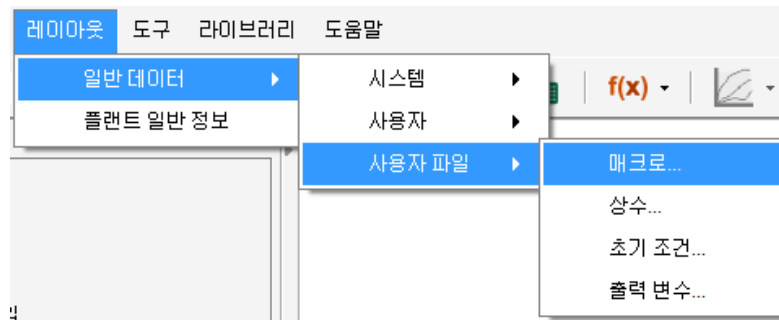 레이아웃 도구 라이브러리 도움말
일반 데이터 시스템 f(x)
플랜트 일반 정보 사용자
사용자 파일 매크로...
상수...
초기 조건...
출력 변수...